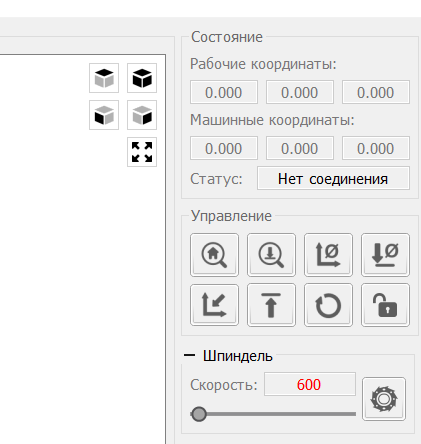 Состояние
Рабочие координаты:
0.000 0.000 0.000
Машинные координаты:
0.000 0.000 0.000
Статус: Нет соединения
Управление
Шпиндель
Скорость: 600